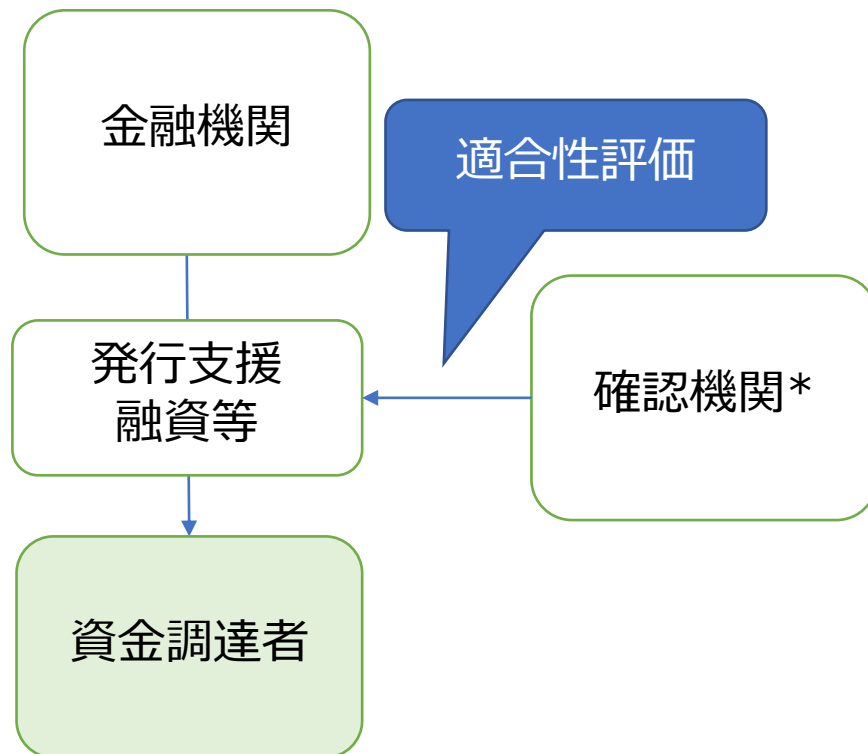 金融機関
適合性評価
発行支援
融資等
確認機関*
資金調達者